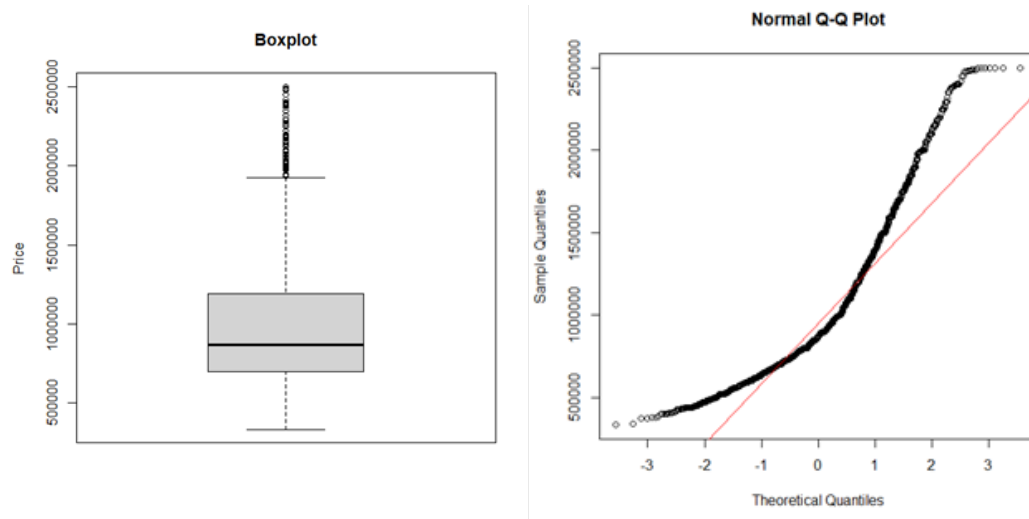 Boxplot
Price
2500000
2000000
1500000
1000000
500000
Normal Q-Q Plot
Sample Quantiles
2500000
2000000
1500000
1000000
500000
-3 -2 -1 0 1 2 3
Theoretical Quantiles